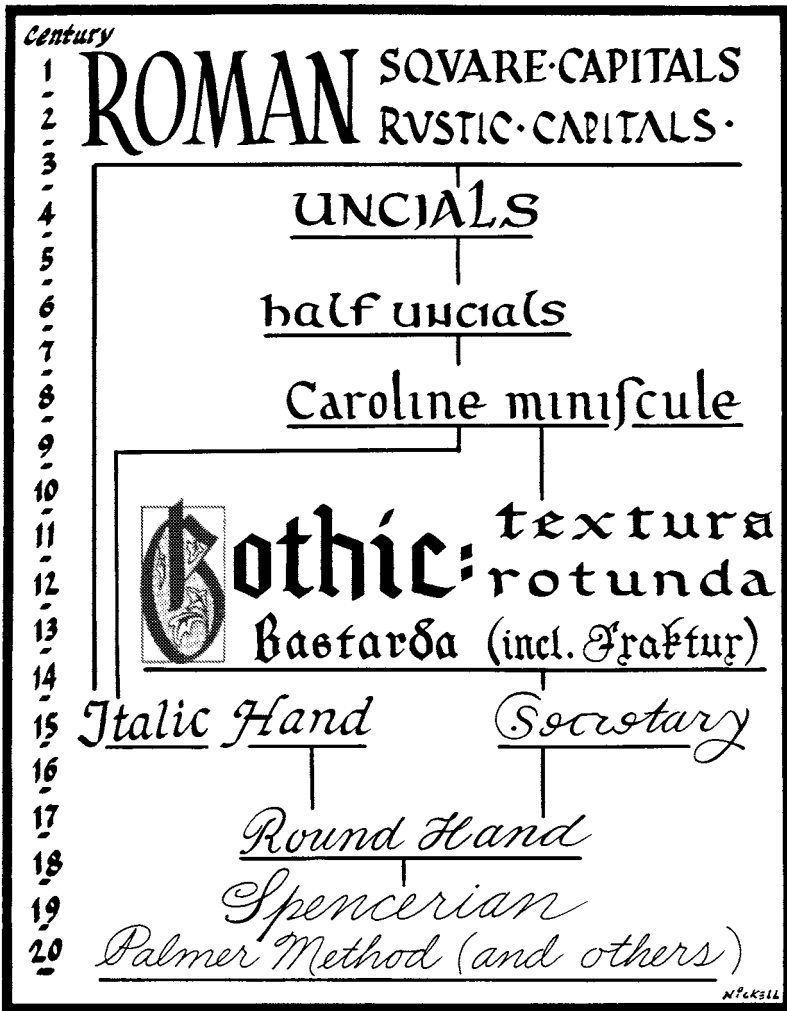 Century
1
2
3
4
5
6
7
8
9
10
11
12
13
14
15
16
17
18
19
20
ROMAN
SQVARE·CAPITALS
RVSTIC·CAPITALS·
UNCIALS
half uncials
Caroline miniſcule
Gothic:
textura
rotunda
Bastarda (incl. Fraktur)
Italic Hand
Secretary
Round Hand
Spencerian
Palmer Method (and others)
NICKELL